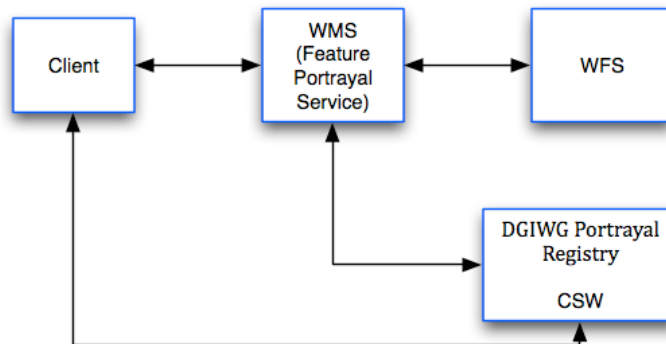 Client
WMS
(Feature
Portrayal
Service)
WFS
DGIWG Portrayal
Registry
CSW